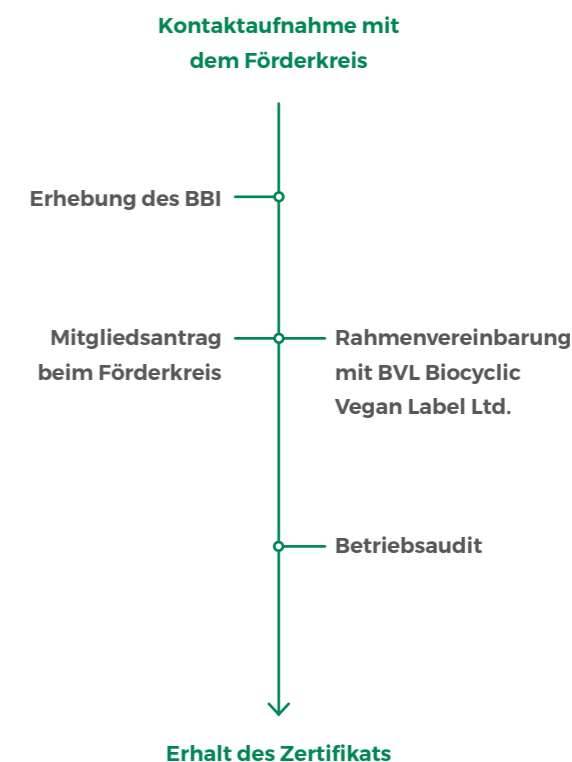 Kontaktaufnahme mit
dem Förderkreis
Erhebung des BBI
Mitgliedsantrag
beim Förderkreis
Rahmenvereinbarung
mit BVL Biocyclic
Vegan Label Ltd.
Betriebsaudit
Erhalt des Zertifikats